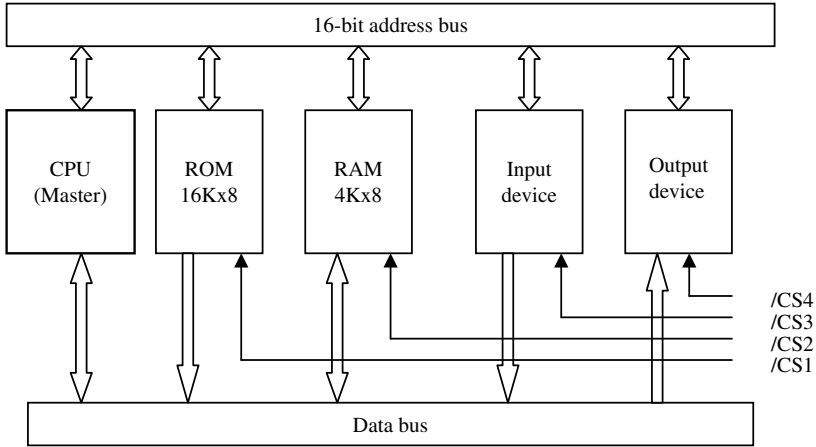 16-bit address bus
CPU
(Master)
ROM
16Kx8
RAM
4Kx8
Input
device
Output
device
/CS4
/CS3
/CS2
/CS1
Data bus